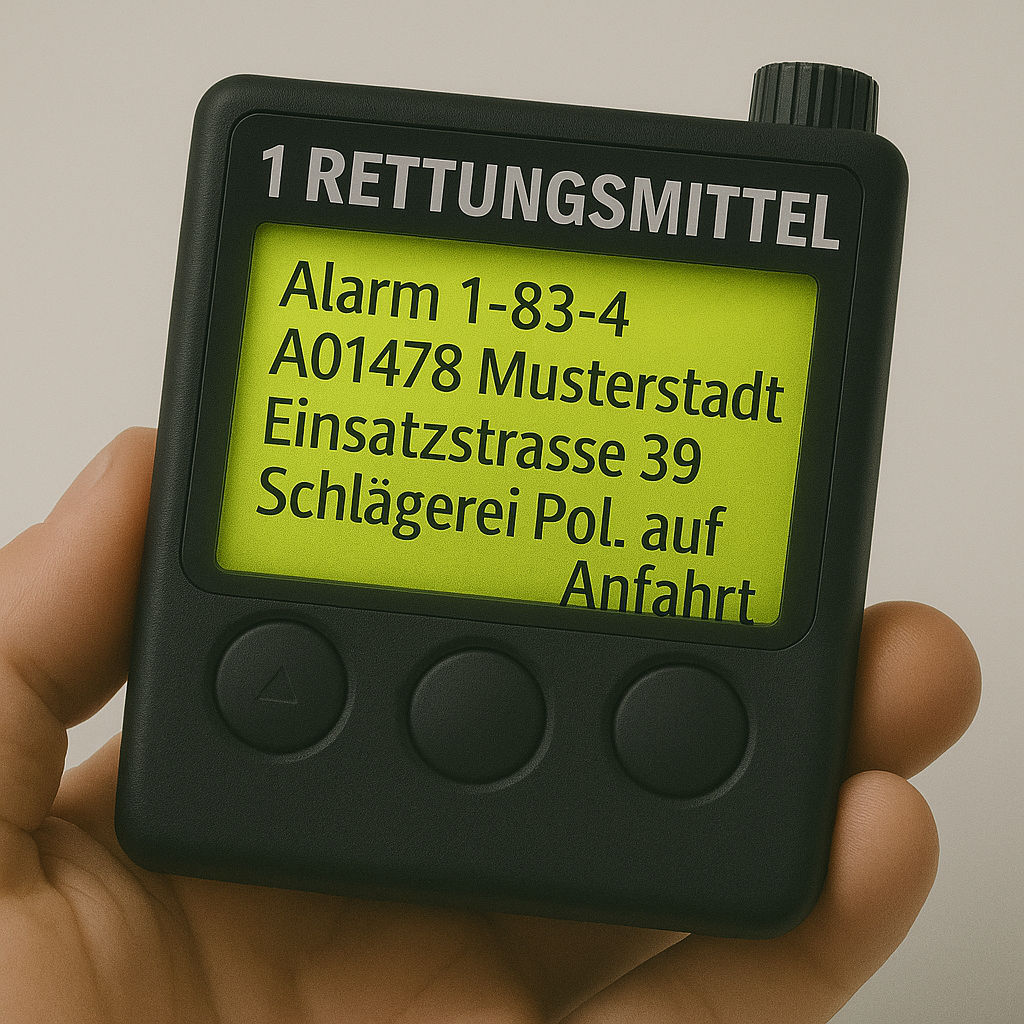 1 RETTUNGSMITTEL
Alarm 1-83-4
A01478 Musterstadt
Einsatzstrasse 39
Schlägerei Pol. auf
Anfahrt